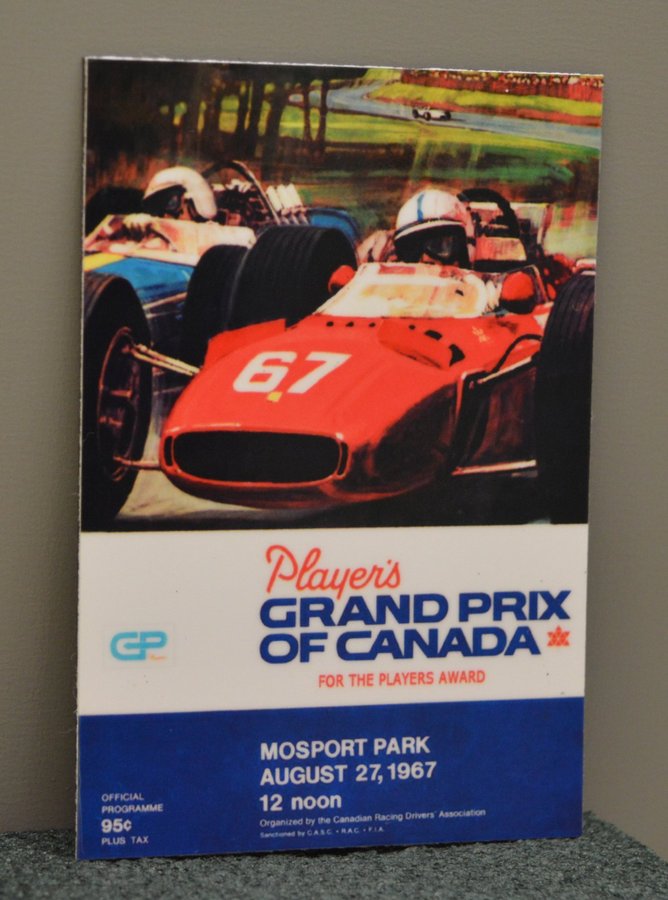 67
Player's
GRAND PRIX
OF CANADA
GP
FOR THE PLAYERS AWARD
MOSPORT PARK
AUGUST 27, 1967
12 noon
Organized by the Canadian Racing Drivers' Association
Sanctioned by C.A.S.C. • R.A.C. • F.I.A.
OFFICIAL
PROGRAMME
95¢
PLUS TAX